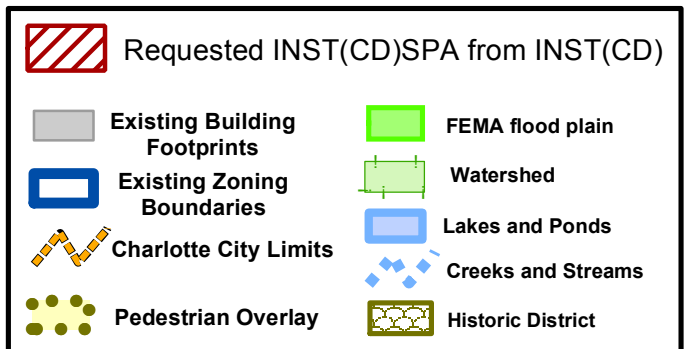 Requested INST(CD)SPA from INST(CD)
Existing Building
Footprints
Existing Zoning
Boundaries
Charlotte City Limits
Pedestrian Overlay
FEMA flood plain
Watershed
Lakes and Ponds
Creeks and Streams
Historic District